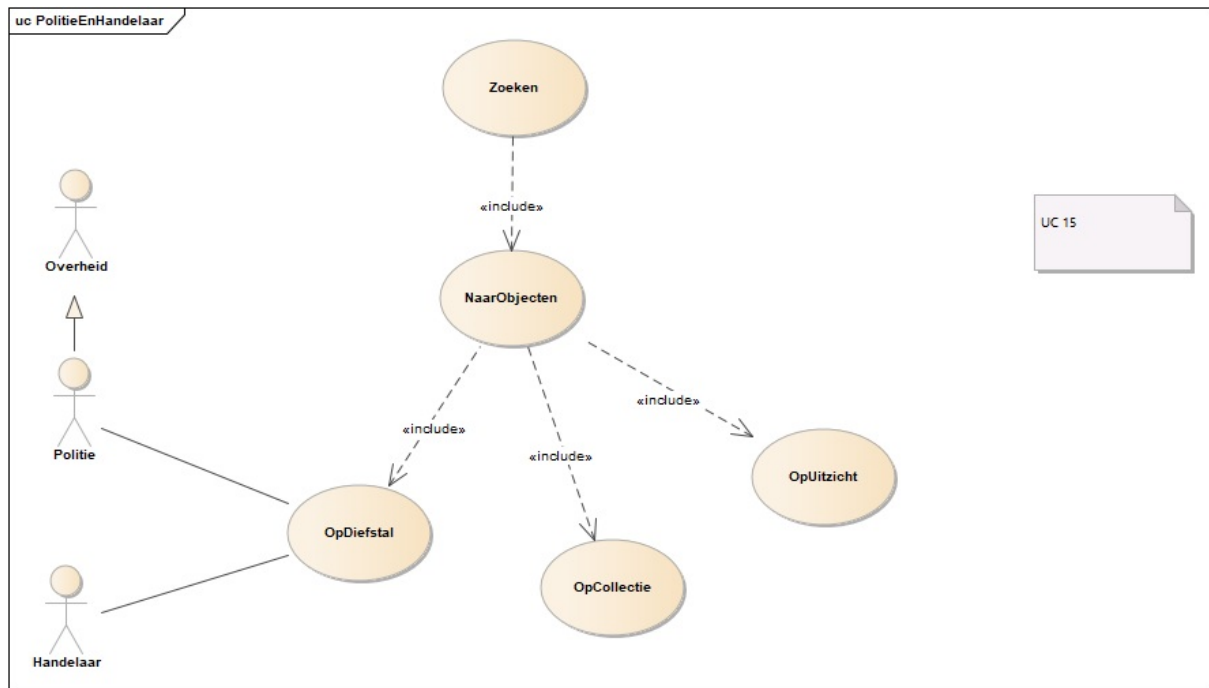 uc PolitieEnHandelaar
Zoeken
«include»
UC 15
Overheid
NaarObjecten
«include»
«include»
«include»
Politie
OpUitzicht
OpDiefstal
OpCollectie
Handelaar